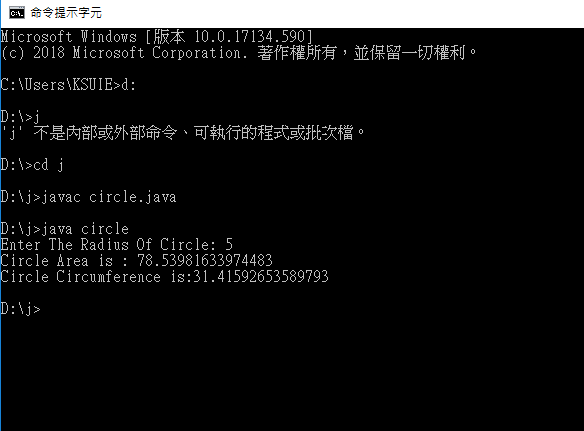 命令提示字元
Microsoft Windows [版本 10.0.17134.590]
(c) 2018 Microsoft Corporation. 著作權所有，並保留一切權利。
C:\Users\KSUIE>d:
D:\>j
'j' 不是內部或外部命令、可執行的程式或批次檔。
D:\>cd j
D:\j>javac circle.java
D:\j>java circle
Enter The Radius Of Circle: 5
Circle Area is : 78.53981633974483
Circle Circumference is:31.41592653589793
D:\j>